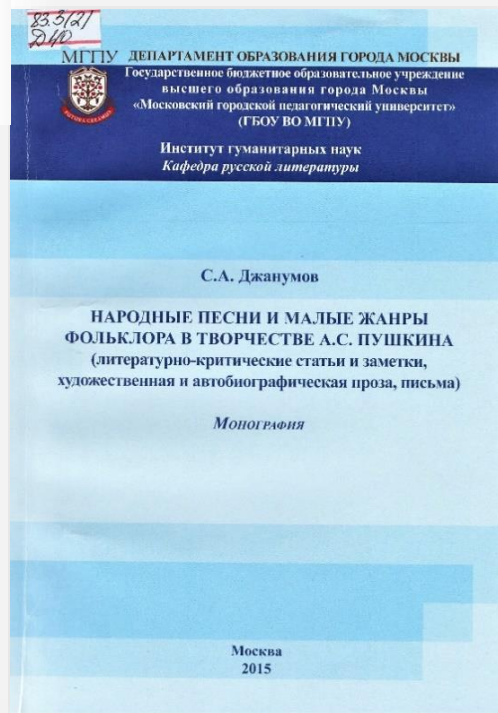 83.3(2)
Д40
МГПУ ДЕПАРТАМЕНТ ОБРАЗОВАНИЯ ГОРОДА МОСКВЫ
Государственное бюджетное образовательное учреждение
высшего образования города Москвы
«Московский городской педагогический университет»
(ГБОУ ВО МГПУ)
Институт гуманитарных наук
Кафедра русской литературы
С.А. Джанумов
НАРОДНЫЕ ПЕСНИ И МАЛЫЕ ЖАНРЫ
ФОЛЬКЛОРА В ТВОРЧЕСТВЕ А.С. ПУШКИНА
(литературно-критические статьи и заметки,
художественная и автобиографическая проза, письма)
МОНОГРАФИЯ
Москва
2015